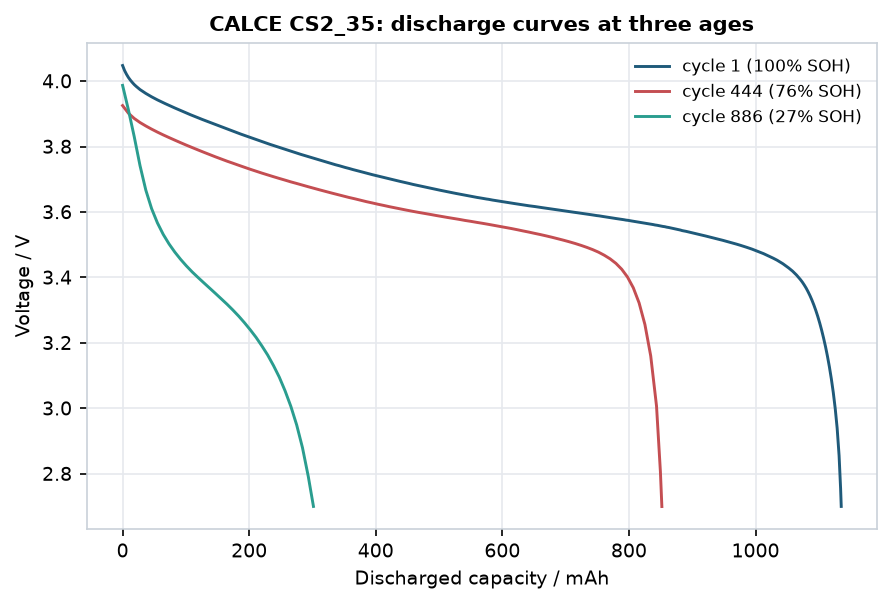 CALCE CS2_35: discharge curves at three ages
cycle 1 (100% SOH)
cycle 444 (76% SOH)
cycle 886 (27% SOH)
Voltage / V
4.0
3.8
3.6
3.4
3.2
3.0
2.8
0 200 400 600 800 1000
Discharged capacity / mAh